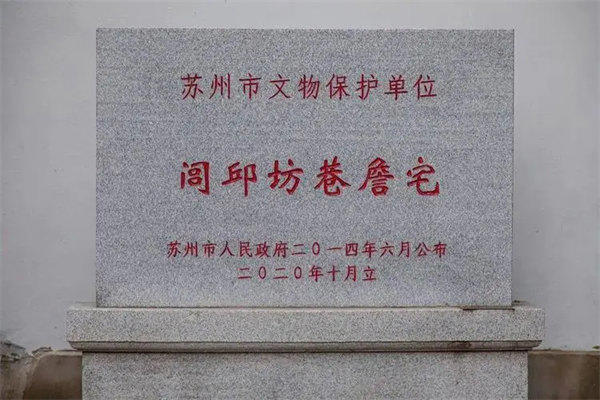 苏州市文物保护单位
闾邱坊巷詹宅
苏州市人民政府二〇一四年六月公布
二〇二〇年十月立